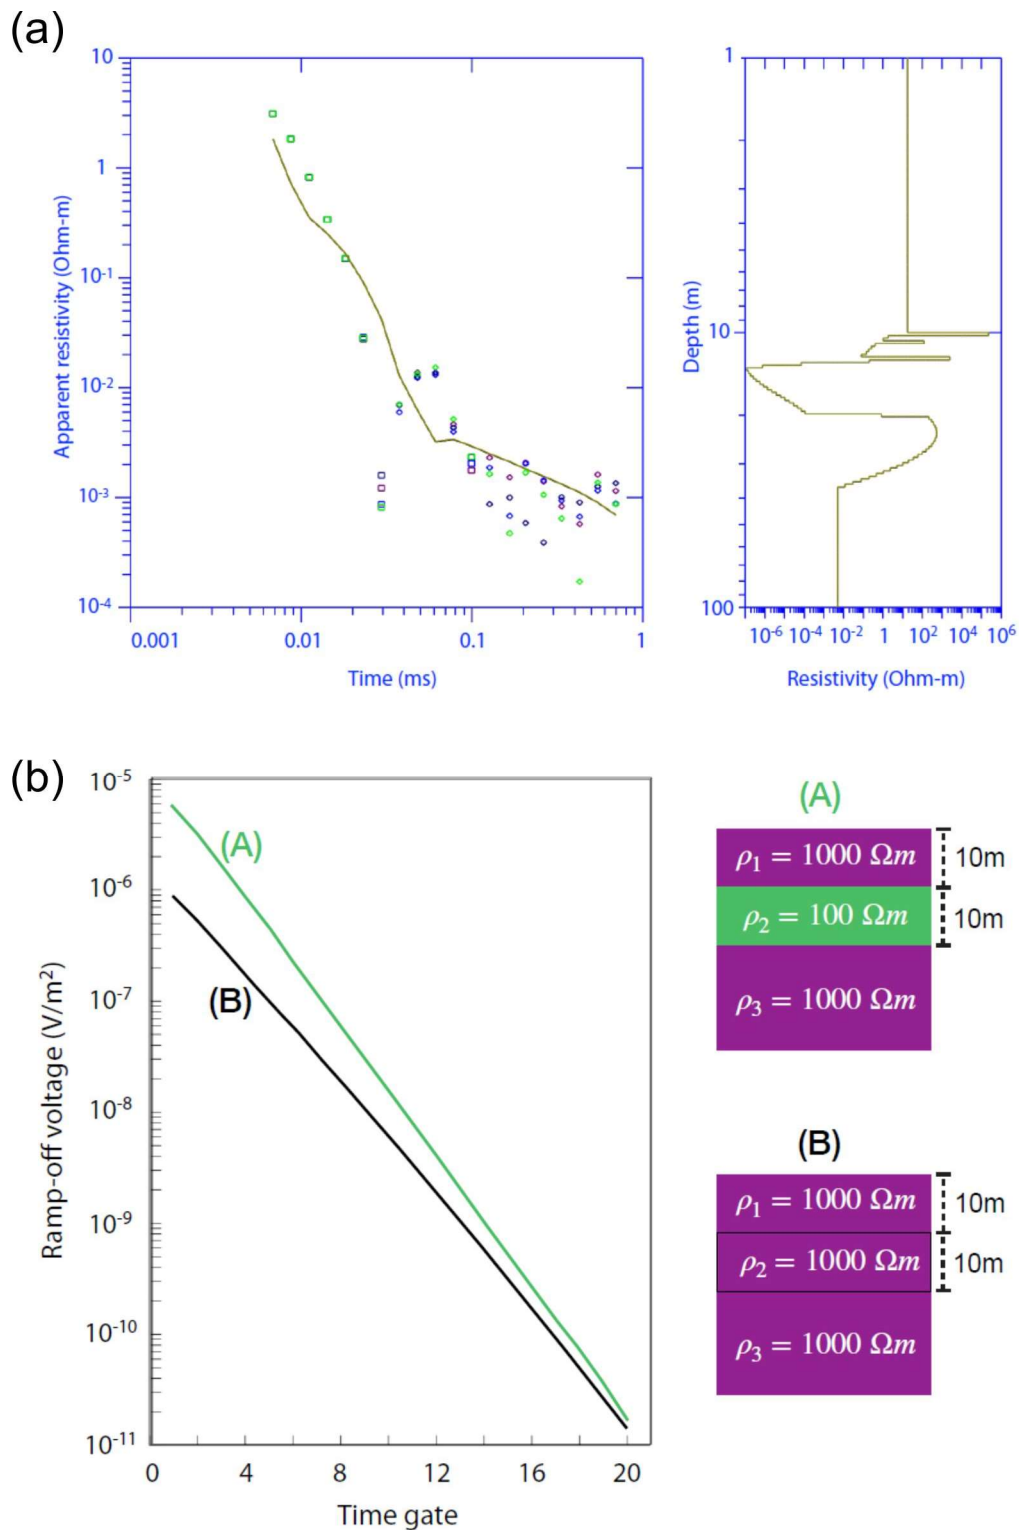 (a)
10
1
10-1
10-2
10-3
10-4
0.001 0.01 0.1 1
Time (ms)
Apparent resistivity (Ohm-m)
1
10
100
10-6 10-4 10-2 1 102 104 106
Resistivity (Ohm-m)
Depth (m)
(b)
10-5
10-6
10-7
10-8
10-9
10-10
10-11
0 4 8 12 16 20
Time gate
Ramp-off voltage (V/m2)
(A)
(B)
(A)
ρ1 = 1000 Ωm
10m
ρ2 = 100 Ωm
10m
ρ3 = 1000 Ωm
(B)
ρ1 = 1000 Ωm
10m
ρ2 = 1000 Ωm
10m
ρ3 = 1000 Ωm